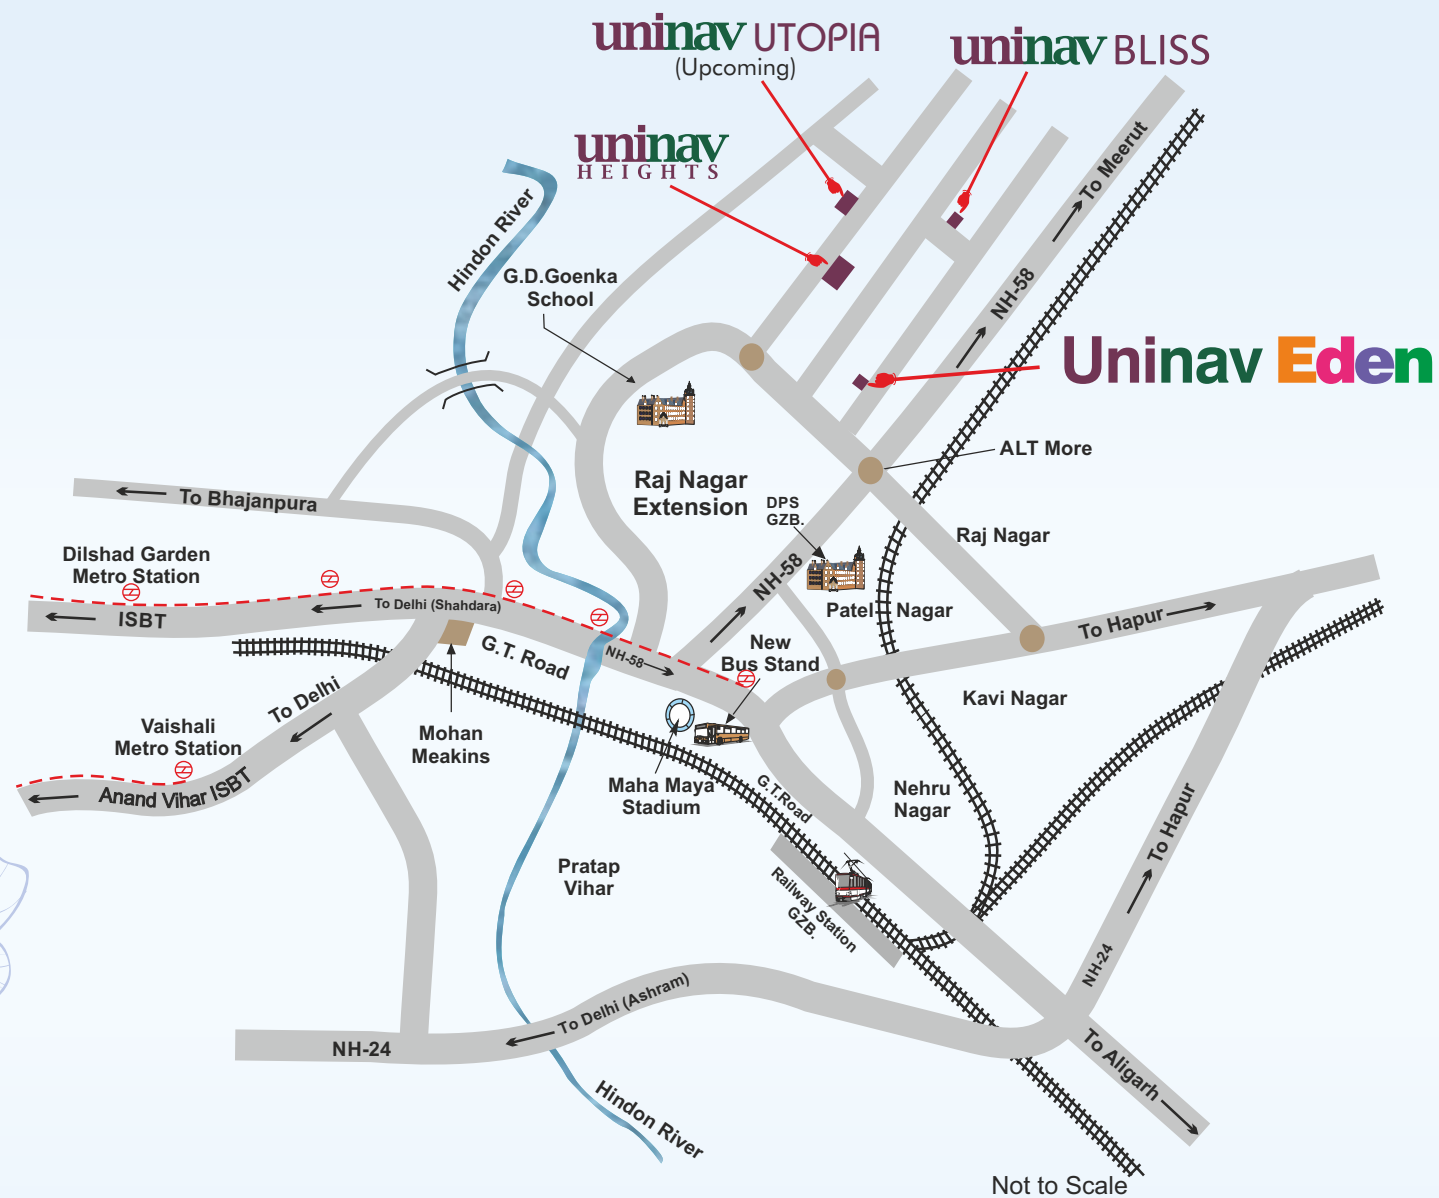 uninav UTOPIA
(Upcoming)
uninav BLISS
uninav
HEIGHTS
To Meerut
Hindon River
G.D.Goenka
School
NH-58
Uninav Eden
ALT More
Raj Nagar
Extension
DPS
GZB.
To Bhajanpura
Raj Nagar
Dilshad Garden
Metro Station
NH-58
To Delhi (Shahdara)
ISBT
Patel Nagar
To Hapur
G.T. Road
NH-58
New
Bus Stand
Kavi Nagar
To Delhi
Vaishali
Metro Station
Mohan
Meakins
Anand Vihar ISBT
Maha Maya
Stadium
G.T.Road
Nehru
Nagar
To Hapur
Pratap
Vihar
Railway Station
GZB.
NH-24
To Delhi (Ashram)
NH-24
To Aligarh
Hindon River
Not to Scale